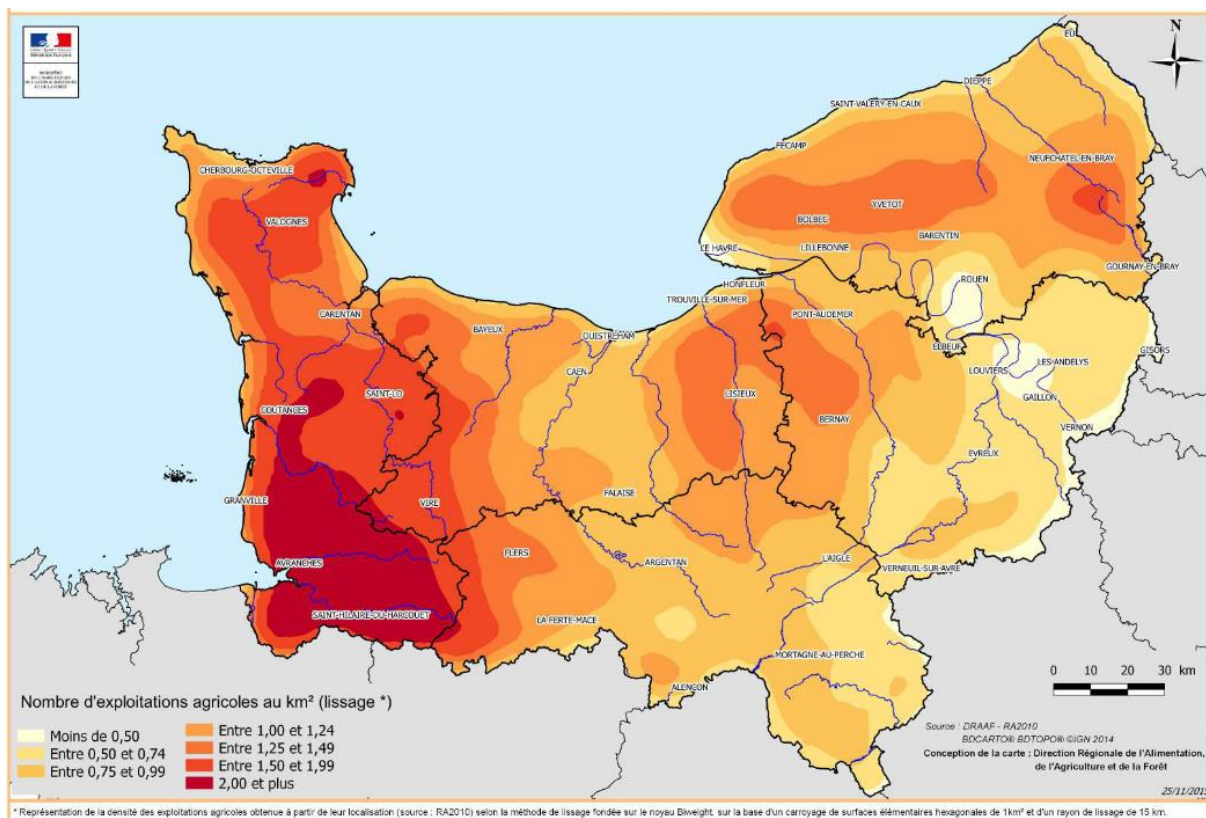 N
EU
DIEPPE
SAINT-VALERY-EN-CAUX
FECAMP
NEUFCHATEL-EN-BRAY
CHERBOURG-OCTEVILLE
YVETOT
BOLBEC
VALOGNES
BARENTIN
LE HAVRE
LILLEBONNE
GOURNAY-EN-BRAY
ROUEN
HONFLEUR
TROUVILLE-SUR-MER
CARENTAN
PONT-AUDEMER
BAYEUX
OUISTREHAM
ELBEUF
GISORS
LES-ANDELYS
CAEN
LOUVIERS
SAINT-LO
LISIEUX
GAILLON
COUTANCES
BERNAY
VERNON
EVREUX
FALAISE
GRANVILLE
VIRE
FLERS
L'AIGLE
AVRANCHES
ARGENTAN
VERNEUIL-SUR-AVRE
SAINT-HILAIRE-DU-HARCOUET
LA FERTE-MACE
MORTAGNE-AU-PERCHE
ALENCON
0 10 20 30 km
Nombre d'exploitations agricoles au km² (lissage *)
Moins de 0,50
Entre 0,50 et 0,74
Entre 0,75 et 0,99
Entre 1,00 et 1,24
Entre 1,25 et 1,49
Entre 1,50 et 1,99
2,00 et plus
Source : DRAAF - RA2010
BDCARTO® BDTOPO® ©IGN 2014
Conception de la carte : Direction Régionale de l'Alimentation,
de l'Agriculture et de la Forêt
25/11/2015
* Représentation de la densité des exploitations agricoles obtenue à partir de leur localisation (source : RA2010) selon la méthode de lissage fondée sur le noyau Biweight, sur la base d'un carroyage de surfaces élémentaires hexagonales de 1km² et d'un rayon de lissage de 15 km.